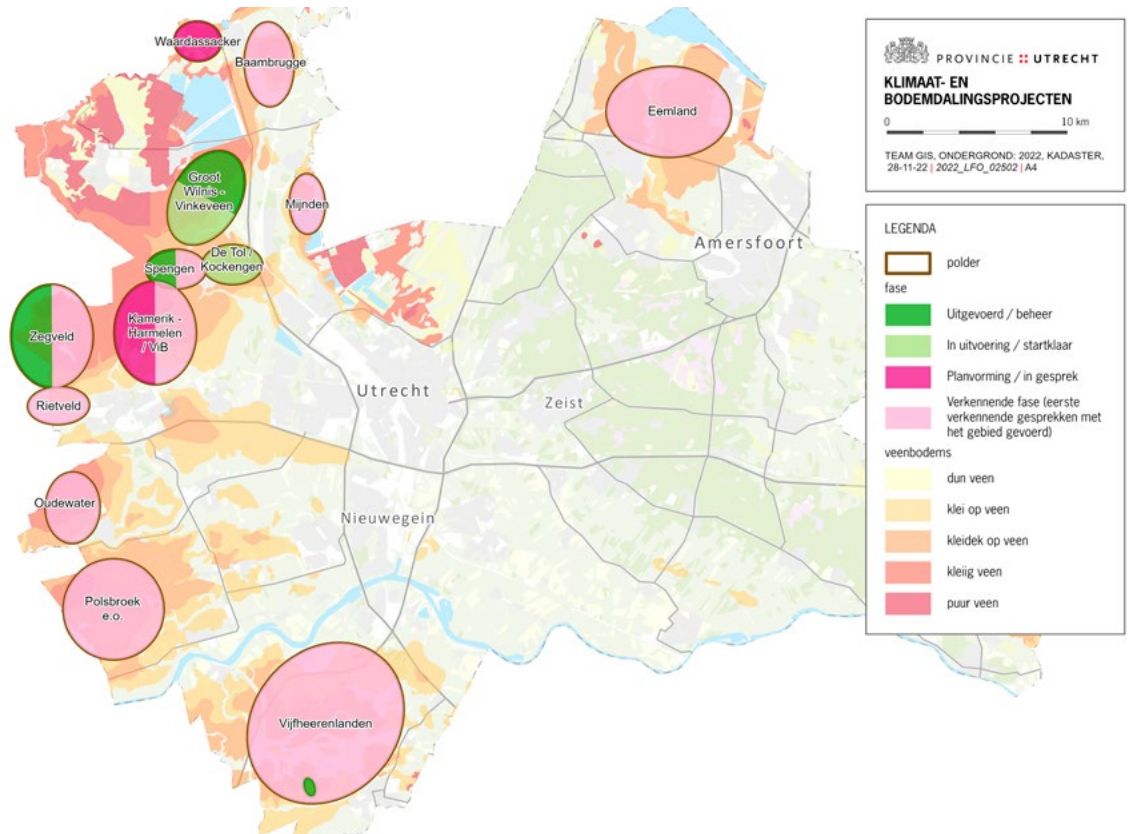 Waardassacker
Baambrugge
Eemland
Groot
Wilnis -
Vinkeveen
Mijnden
De Tol /
Kockengen
Spengen
Amersfoort
Zegveld
Kamerik -
Harmelen
/ ViB
Rietveld
Utrecht
Zeist
Oudewater
Nieuwegein
Polsbroek
e.o.
Vijfheerenlanden
PROVINCIE UTRECHT
KLIMAAT- EN
BODEMDALINGSPROJECTEN
0 10 km
TEAM GIS, ONDERGROND: 2022, KADASTER,
28-11-22 | 2022_LFO_02502 | A4
LEGENDA
polder
fase
Uitgevoerd / beheer
In uitvoering / startklaar
Planvorming / in gesprek
Verkennende fase (eerste
verkennende gesprekken met
het gebied gevoerd)
veenbodems
dun veen
klei op veen
kleidek op veen
kleiig veen
puur veen